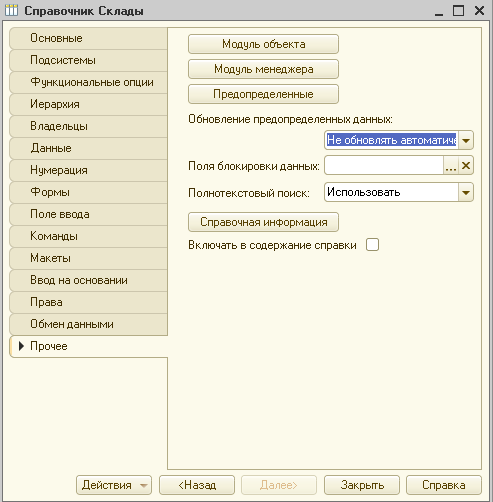 Справочник Склады
Основные
Подсистемы
Функциональные опции
Иерархия
Владельцы
Данные
Нумерация
Формы
Поле ввода
Команды
Макеты
Ввод на основании
Права
Обмен данными
Прочее
Модуль объекта
Модуль менеджера
Предопределенные
Обновление предопределенных данных:
Не обновлять автоматиче
Поля блокировки данных: ...
Полнотекстовый поиск: Использовать
Справочная информация
Включать в содержание справки
Действия <Назад Далее> Закрыть Справка